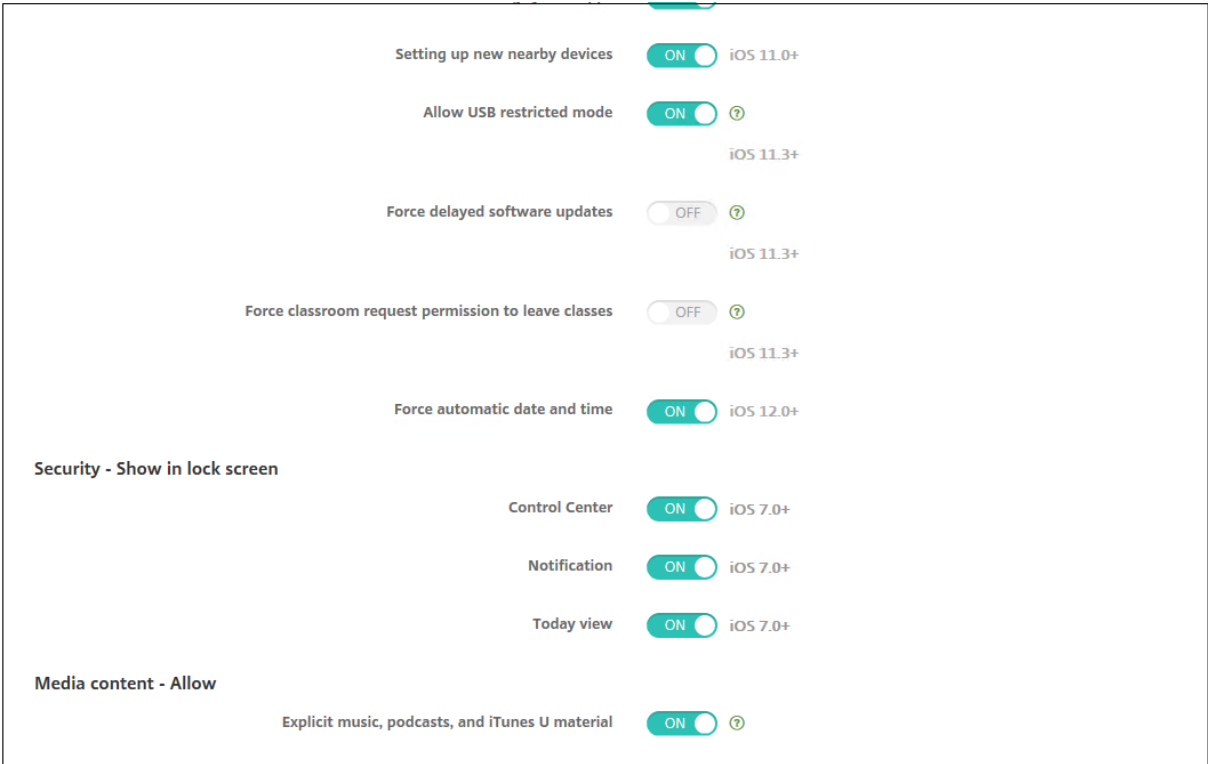 Setting up new nearby devices ON iOS 11.0+
Allow USB restricted mode ON ?
iOS 11.3+
Force delayed software updates OFF ?
iOS 11.3+
Force classroom request permission to leave classes OFF ?
iOS 11.3+
Force automatic date and time ON iOS 12.0+
Security - Show in lock screen
Control Center ON iOS 7.0+
Notification ON iOS 7.0+
Today view ON iOS 7.0+
Media content - Allow
Explicit music, podcasts, and iTunes U material ON ?